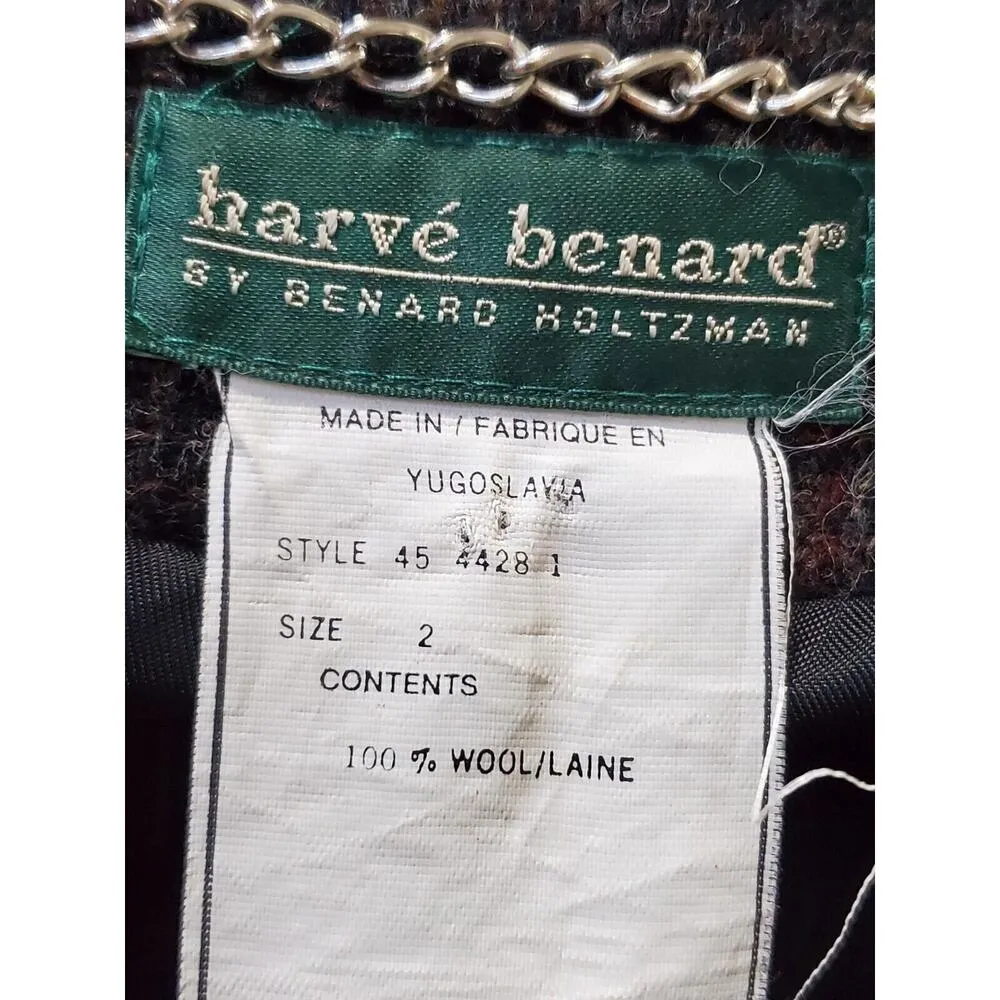 harvé benard®
BY BENARD HOLTZMAN
MADE IN / FABRIQUE EN
YUGOSLAVIA
STYLE 45 4428 1
SIZE 2
CONTENTS
100 % WOOL/LAINE